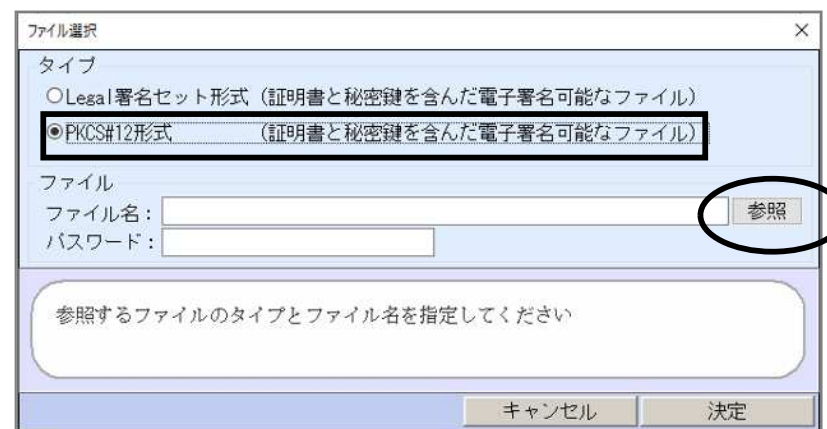 ファイル選択
タイプ
Legal署名セット形式（証明書と秘密鍵を含んだ電子署名可能なファイル）
PKCS#12形式　　　　（証明書と秘密鍵を含んだ電子署名可能なファイル）
ファイル
ファイル名：　参照
パスワード：
参照するファイルのタイプとファイル名を指定してください
キャンセル　決定